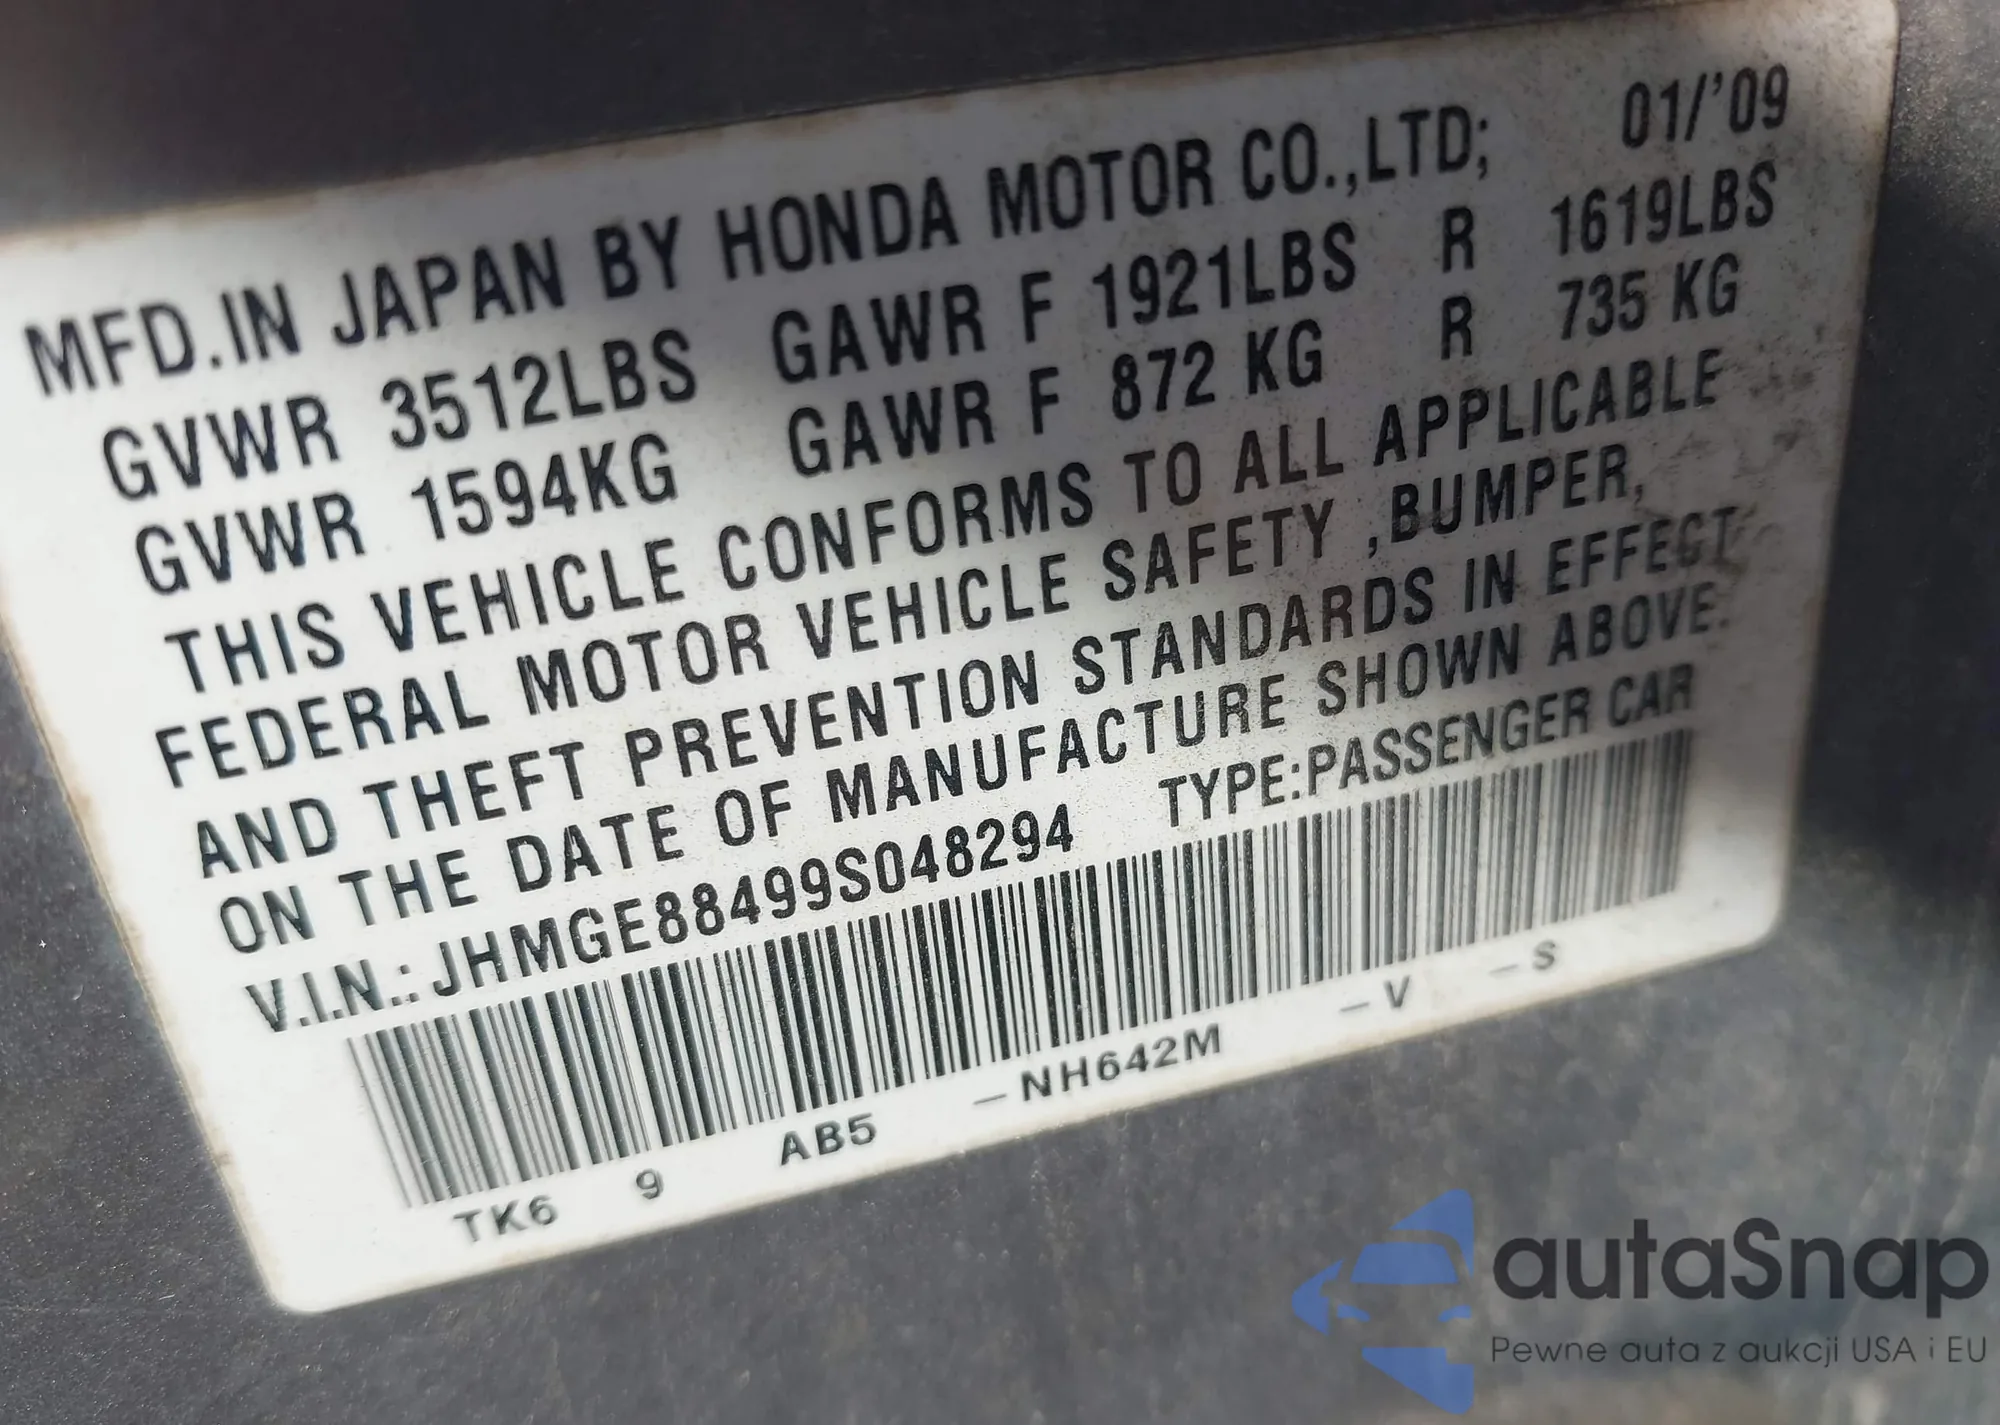 MFD.IN JAPAN BY HONDA MOTOR CO.,LTD; 01/'09
GVWR 3512LBS GAWR F 1921LBS R 1619LBS
GVWR 1594KG GAWR F 872 KG R 735 KG
THIS VEHICLE CONFORMS TO ALL APPLICABLE
FEDERAL MOTOR VEHICLE SAFETY ,BUMPER,
AND THEFT PREVENTION STANDARDS IN EFFECT
ON THE DATE OF MANUFACTURE SHOWN ABOVE.
V.I.N.: JHMGE88499S048294 TYPE:PASSENGER CAR
TK6 9 AB5 –NH642M –V –S
autaSnap
Pewne auta z aukcji USA i EU